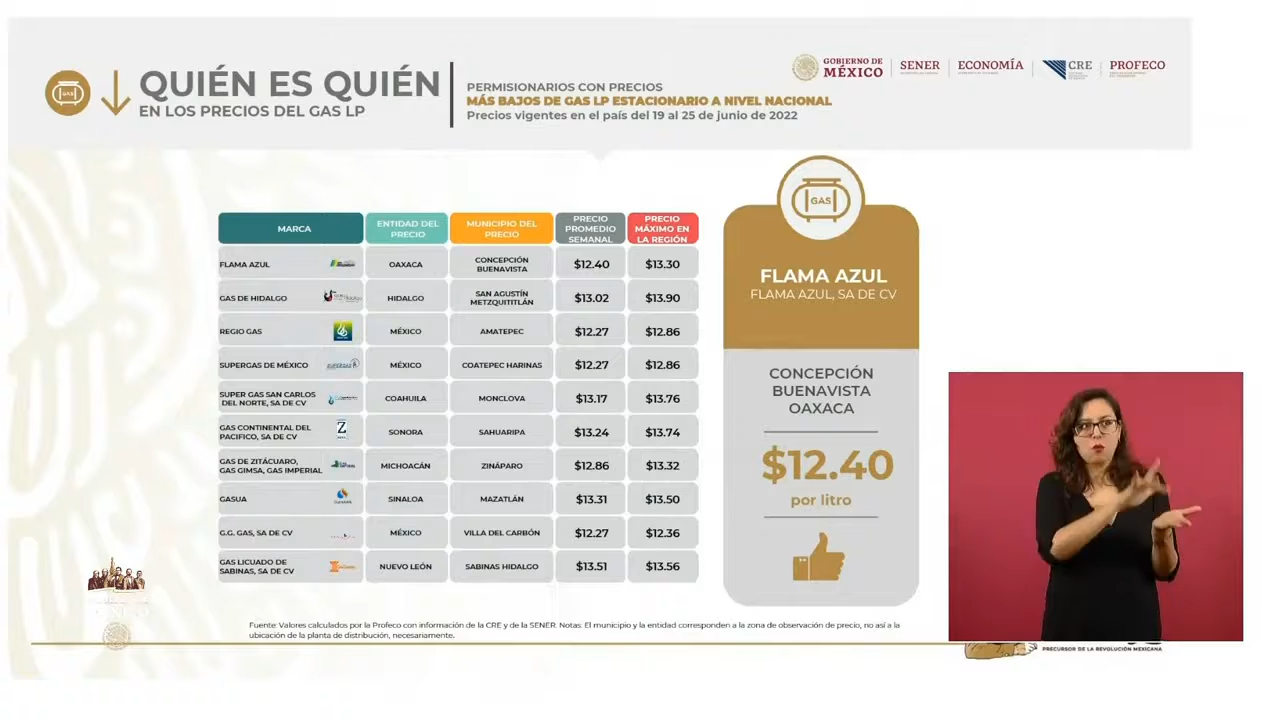 GAS
QUIÉN ES QUIÉN
EN LOS PRECIOS DEL GAS LP
PERMISIONARIOS CON PRECIOS
MÁS BAJOS DE GAS LP ESTACIONARIO A NIVEL NACIONAL
Precios vigentes en el país del 19 al 25 de junio de 2022
GOBIERNO DE
MÉXICO
SENER
ECONOMÍA
CRE
PROFECO
MARCA
ENTIDAD DEL
PRECIO
MUNICIPIO DEL
PRECIO
PRECIO
PROMEDIO
SEMANAL
PRECIO
MÁXIMO EN
LA REGIÓN
FLAMA AZUL OAXACA CONCEPCIÓN
BUENAVISTA $12.40 $13.30
GAS DE HIDALGO HIDALGO SAN AGUSTÍN
METZQUITITLÁN $13.02 $13.90
REGIO GAS MÉXICO AMATEPEC $12.27 $12.86
SUPERGAS DE MÉXICO MÉXICO COATEPEC HARINAS $12.27 $12.86
SUPER GAS SAN CARLOS
DEL NORTE, SA DE CV COAHUILA MONCLOVA $13.17 $13.76
GAS CONTINENTAL DEL
PACIFICO, SA DE CV Z SONORA SAHUARIPA $13.24 $13.74
GAS DE ZITÁCUARO,
GAS GIMSA, GAS IMPERIAL MICHOACÁN ZINÁPARO $12.86 $13.32
GASUA SINALOA MAZATLÁN $13.31 $13.50
G.G. GAS, SA DE CV MÉXICO VILLA DEL CARBÓN $12.27 $12.36
GAS LICUADO DE
SABINAS, SA DE CV NUEVO LEÓN SABINAS HIDALGO $13.51 $13.56
GAS
FLAMA AZUL
FLAMA AZUL, SA DE CV
CONCEPCIÓN
BUENAVISTA
OAXACA
$12.40
por litro
Fuente: Valores calculados por la Profeco con información de la CRE y de la SENER. Notas: El municipio y la entidad corresponden a la zona de observación de precio, no así a la
ubicación de la planta de distribución, necesariamente.
PRECURSOR DE LA REVOLUCIÓN MEXICANA